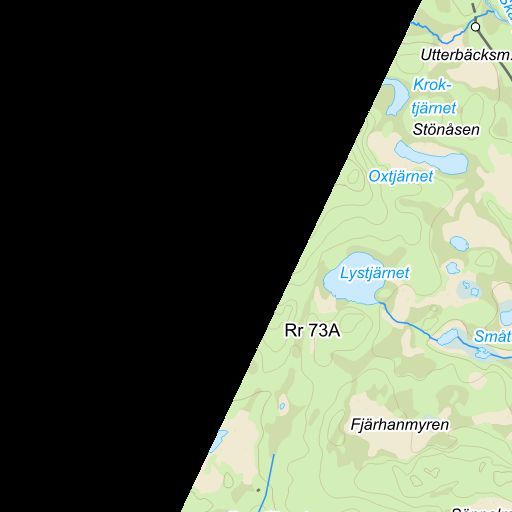 Utterbäcksm.
Krok-
tjärnet
Stönåsen
Oxtjärnet
Lystjärnet
Rr 73A
Småt
Fjärhanmyren